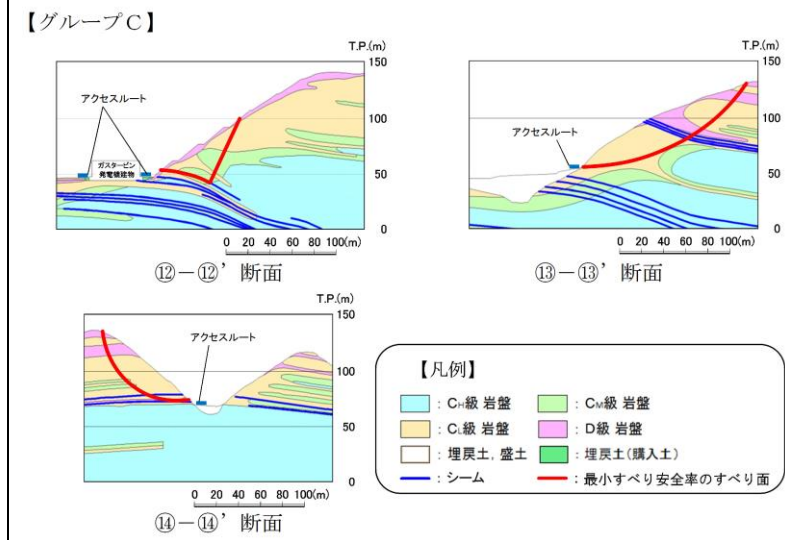 【グループC】
T.P.(m)
150
100
50
0
アクセスルート
ガスタービン
発電機建物
0 20 40 60 80 100(m)
⑫-⑫’ 断面
T.P.(m)
150
100
50
0
アクセスルート
0 20 40 60 80 100(m)
⑬-⑬’ 断面
T.P.(m)
150
100
50
0
アクセスルート
0 20 40 60 80 100(m)
⑭-⑭’ 断面
【凡例】
：CH級 岩盤 ：CM級 岩盤
：CL級 岩盤 ：D級 岩盤
：埋戻土，盛土 ：埋戻土(購入土)
：シーム ：最小すべり安全率のすべり面